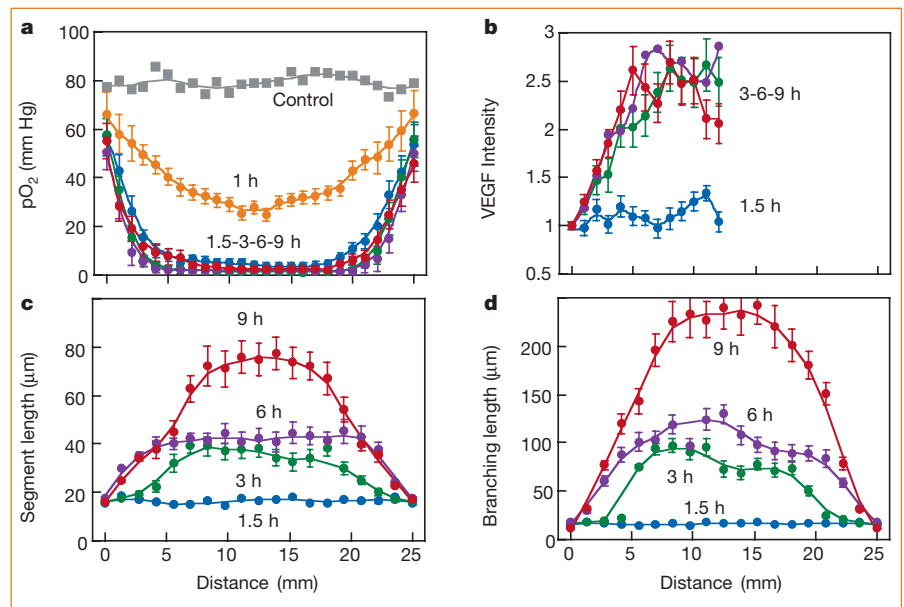 a
100
80
60
40
20
0
pO2 (mm Hg)
Control
1 h
1.5-3-6-9 h
b
3
2.5
2
1.5
1
0.5
VEGF Intensity
3-6-9 h
1.5 h
c
80
60
40
20
0
Segment length (µm)
9 h
6 h
3 h
1.5 h
0 5 10 15 20 25
Distance (mm)
d
200
150
100
50
0
Branching length (µm)
9 h
6 h
3 h
1.5 h
0 5 10 15 20 25
Distance (mm)